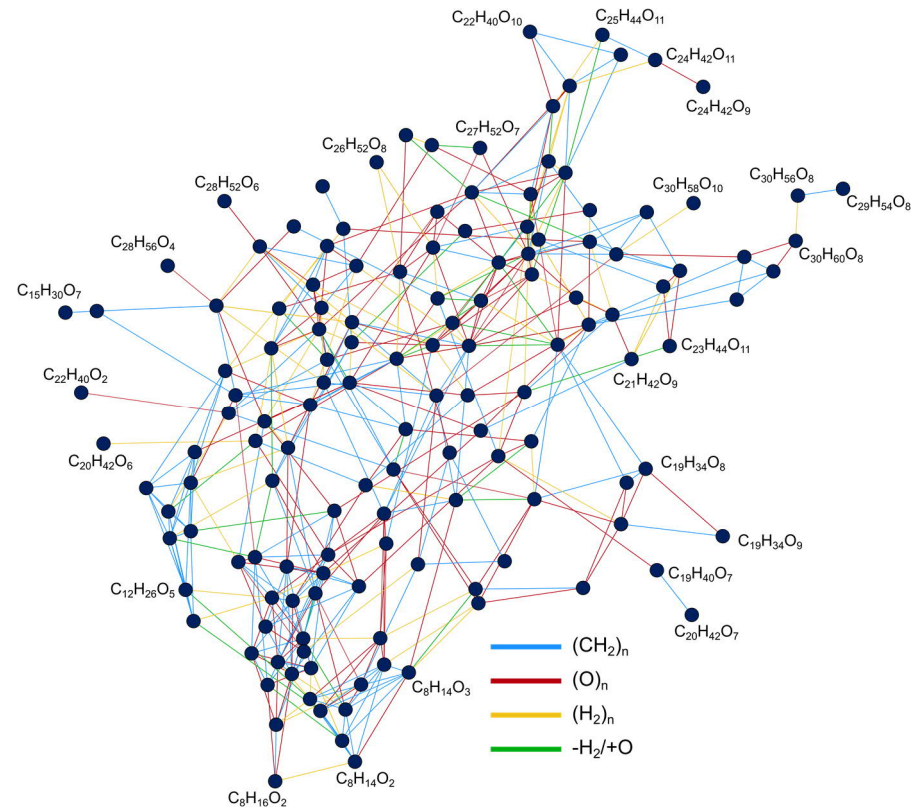 C₂₂H₄₀O₁₀
C₂₅H₄₄O₁₁
C₂₄H₄₂O₁₁
C₂₄H₄₂O₉
C₂₇H₅₂O₇
C₂₆H₅₂O₈
C₂₈H₅₂O₆
C₃₀H₅₈O₁₀
C₃₀H₅₆O₈
C₂₉H₅₄O₈
C₂₈H₅₆O₄
C₃₀H₆₀O₈
C₁₅H₃₀O₇
C₂₃H₄₄O₁₁
C₂₂H₄₀O₂
C₂₁H₄₂O₉
C₂₀H₄₂O₆
C₁₉H₃₄O₈
C₁₉H₃₄O₉
C₁₂H₂₆O₅
C₁₉H₄₀O₇
C₂₀H₄₂O₇
C₈H₁₄O₃
(CH₂)ₙ
(O)ₙ
(H₂)ₙ
-H₂/+O
C₈H₁₄O₂
C₈H₁₆O₂